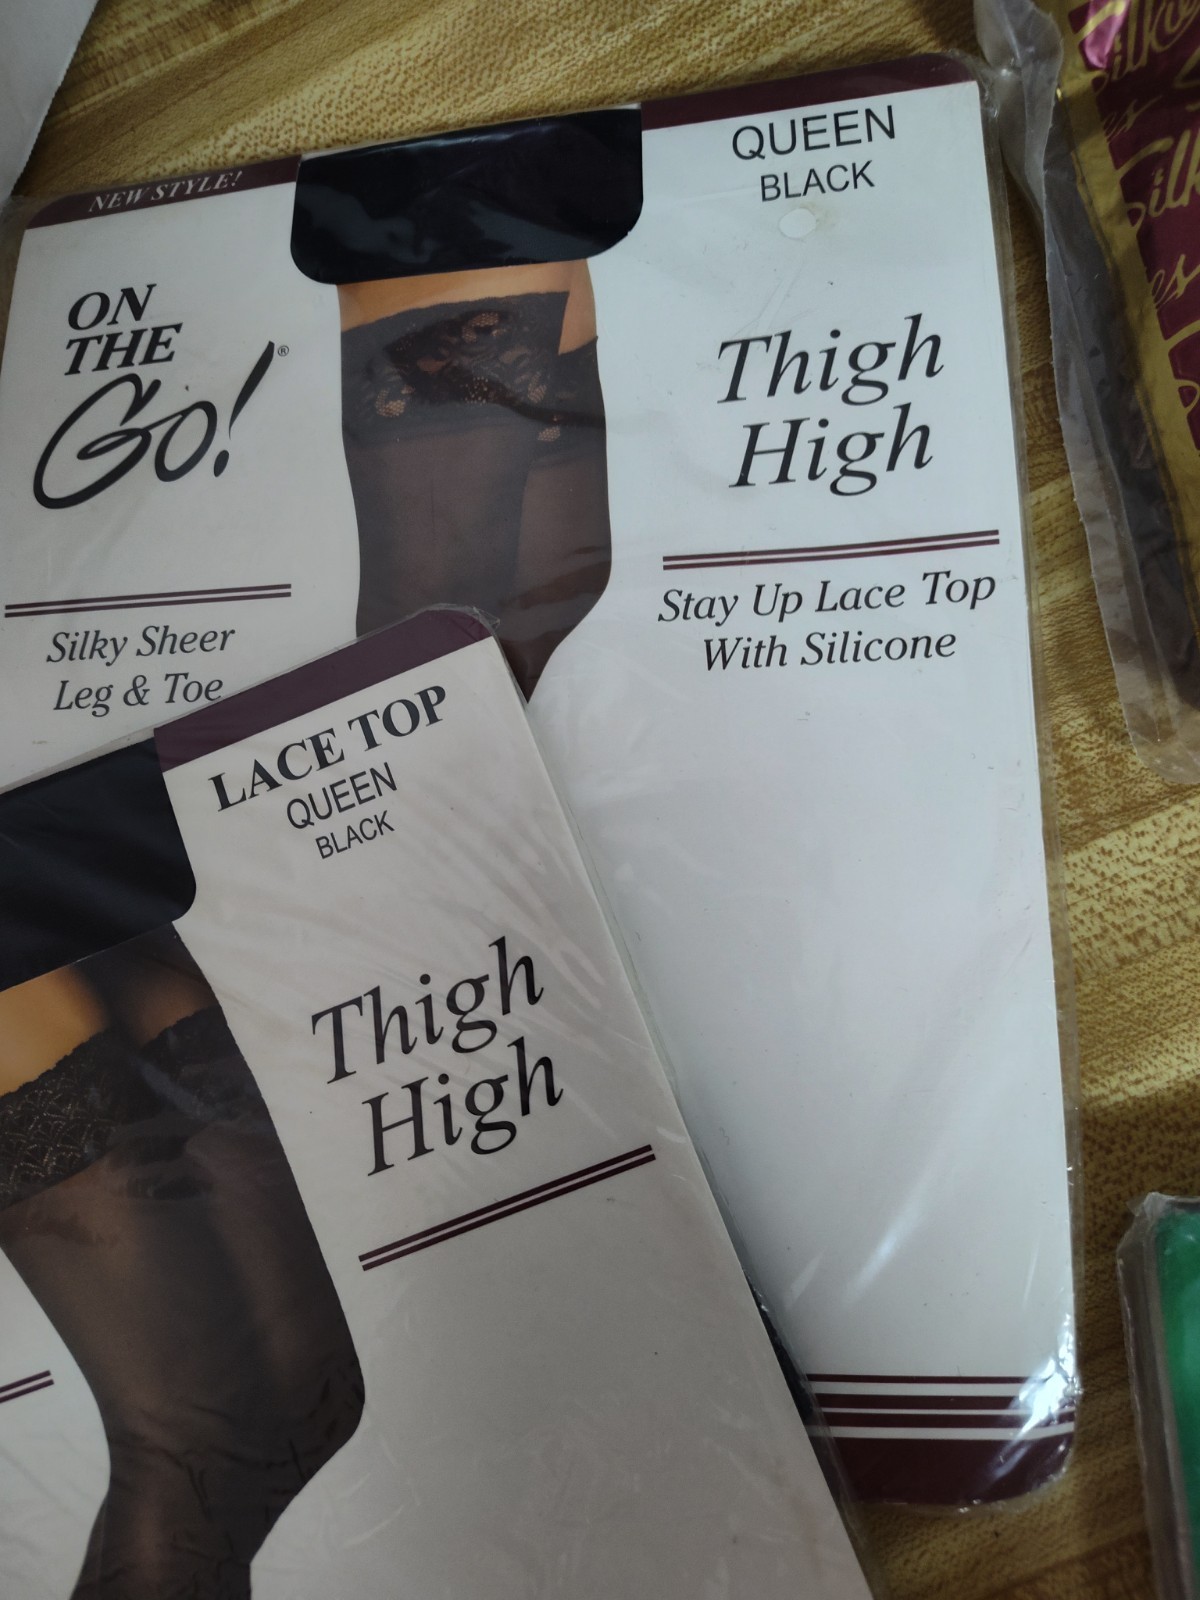 NEW STYLE!
ON
THE
Go!®
Silky Sheer
Leg & Toe
QUEEN
BLACK
Thigh
High
Stay Up Lace Top
With Silicone
LACE TOP
QUEEN
BLACK
Thigh
High
Silkies